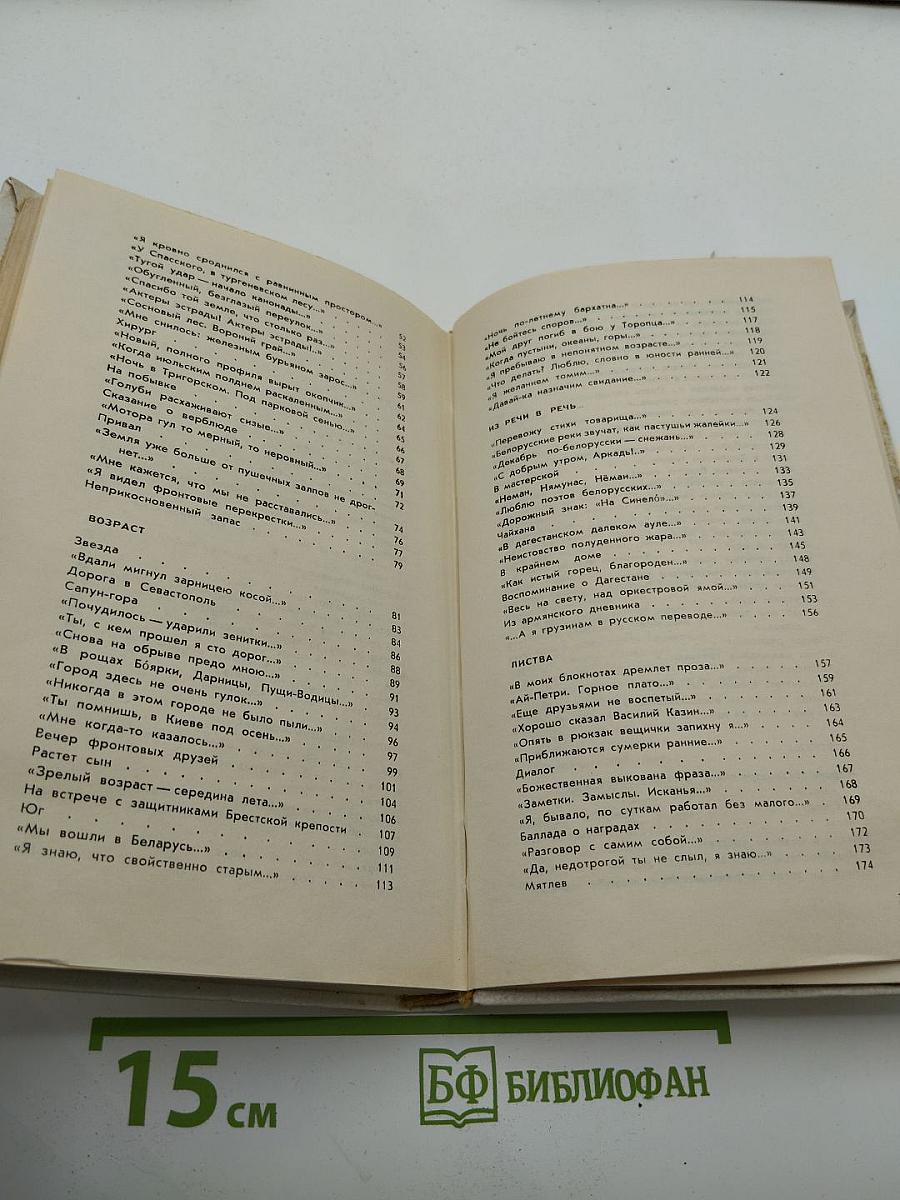 «Я кровно сроднился с равнинным простором...» 52
«У Спасского, в тургеневском лесу...» 53
«Тугой удар — начало канонады...» 54
«Обугленный, безглазый переулок...» 56
«Спасибо той земле, что столько раз...» 57
«Актеры эстрады! Актеры эстрады!..» 58
«Сосновый лес. Вороний грай...» 59
«Мне снилось: железным бурьяном зарос...» 61
Хирург 62
«Новый, полного профиля вырыт окопчик...» 64
«Когда июльским полднем раскаленным...» 65
«Ночь в Тригорском. Под парковой сенью...» 66
На побывке 67
«Голуби расхаживают сизые...» 68
Сказание о верблюде 69
«Мотора гул то мерный, то неровный...» 71
Привал 72
«Земля уже больше от пушечных залпов не дрог-
нет...» 74
«Мне кажется, что мы не расставались...» 76
«Я видел фронтовые перекрестки...» 77
Неприкосновенный запас 79
ВОЗРАСТ
Звезда 81
«Вдали мигнул зарницею косой...» 83
Дорога в Севастополь 84
Сапун-гора 86
«Почудилось — ударили зенитки...» 88
«Ты, с кем прошел я сто дорог...» 89
«Снова на обрыве предо мною...» 91
«В рощах Бо́ярки, Дарницы, Пущи-Водицы...» 93
«Город здесь не очень гулок...» 94
«Никогда в этом городе не было пыли...» 96
«Ты помнишь, в Киеве под осень...» 97
«Мне когда-то казалось...» 99
Вечер фронтовых друзей 101
Растет сын 104
«Зрелый возраст — середина лета...» 106
На встрече с защитниками Брестской крепости 107
Юг 109
«Мы вошли в Беларусь...» 111
«Я знаю, что свойственно старым...» 113
«Ночь по-летнему бархатна...» 114
«Не бойтесь споров...» 115
«Мой друг погиб в бою у Торопца...» 117
«Когда пустыни, океаны, горы...» 118
«Я пребываю в непонятном возрасте...» 119
«Что делать? Люблю, словно в юности ранней...» 120
«Я желанием томим...» 121
«Давай-ка назначим свидание...» 122
ИЗ РЕЧИ В РЕЧЬ
«Перевожу стихи товарища...» 124
«Белорусские реки звучат, как пастушьи жалейки...» 126
«Декабрь по-белорусски — снежань...» 128
«С добрым утром, Аркадь!..» 129
В мастерской 131
«Неман, Нямунас, Нёман...» 133
«Люблю поэтов белорусских...» 135
«Дорожный знак: «На Синело́»...» 137
Чайхана 139
«В дагестанском далеком ауле...» 141
«Неистовство полуденного жара...» 143
В крайнем доме 145
«Как истый горец, благороден...» 148
Воспоминание о Дагестане 149
«Весь на свету, над оркестровой ямой...» 151
Из армянского дневника 153
«...А я грузинам в русском переводе...» 156
ЛИСТВА
«В моих блокнотах дремлет проза...» 157
«Ай-Петри. Горное плато...» 159
«Еще друзьями не воспетый...» 161
«Хорошо сказал Василий Казин...» 163
«Опять в рюкзак вещички запихну я...» 164
«Приближаются сумерки ранние...» 165
Диалог 166
«Божественная выкована фраза...» 167
«Заметки. Замыслы. Исканья...» 168
«Я, бывало, по суткам работал без малого...» 169
Баллада о наградах 170
«Разговор с самим собой...» 172
«Да, недотрогой ты не слыл, я знаю...» 173
Мятлев 174
15 см
БФ БИБЛИОФАН